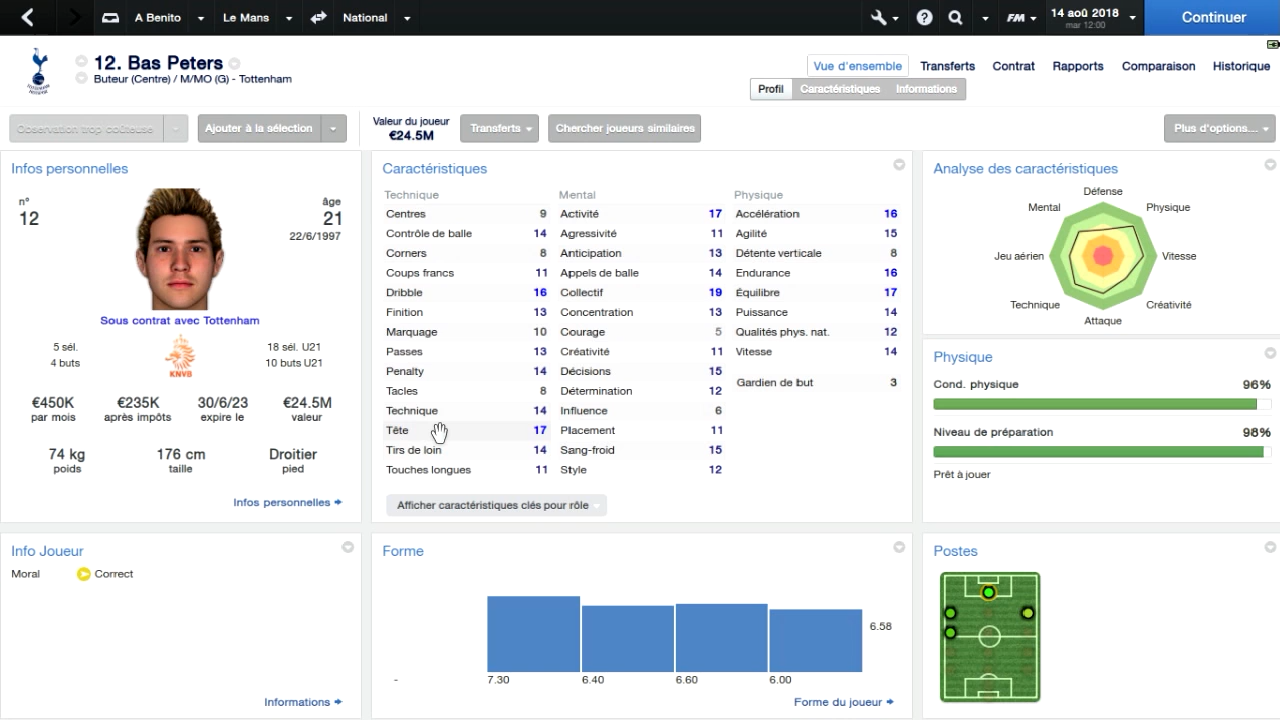 A Benito
Le Mans
National
FM
14 aoû 2018
mar 12:00
Continuer
12. Bas Peters
Buteur (Centre) / M/MO (G) - Tottenham
Vue d'ensemble
Transferts
Contrat
Rapports
Comparaison
Historique
Profil
Caractéristiques
Informations
Observation trop coûteuse
Ajouter à la sélection
Valeur du joueur
€24.5M
Transferts
Chercher joueurs similaires
Plus d'options...
Infos personnelles
n°
12
âge
21
22/6/1997
Sous contrat avec Tottenham
5 sél.
4 buts
KNVB
18 sél. U21
10 buts U21
€450K
par mois
€235K
après impôts
30/6/23
expire le
€24.5M
valeur
74 kg
poids
176 cm
taille
Droitier
pied
Infos personnelles
Caractéristiques
Technique
Centres 9
Contrôle de balle 14
Corners 8
Coups francs 11
Dribble 16
Finition 13
Marquage 10
Passes 13
Penalty 14
Tacles 8
Technique 14
Tête 17
Tirs de loin 14
Touches longues 11
Mental
Activité 17
Agressivité 11
Anticipation 13
Appels de balle 14
Collectif 19
Concentration 13
Courage 5
Créativité 11
Décisions 15
Détermination 12
Influence 6
Placement 11
Sang-froid 15
Style 12
Physique
Accélération 16
Agilité 15
Détente verticale 8
Endurance 16
Équilibre 17
Puissance 14
Qualités phys. nat. 12
Vitesse 14
Gardien de but 3
Afficher caractéristiques clés pour rôle
Analyse des caractéristiques
Défense
Mental
Physique
Jeu aérien
Vitesse
Technique
Créativité
Attaque
Physique
Cond. physique 96%
Niveau de préparation 98%
Prêt à jouer
Info Joueur
Moral
Correct
Informations
Forme
6.58
-
7.30
6.40
6.60
6.00
Forme du joueur
Postes